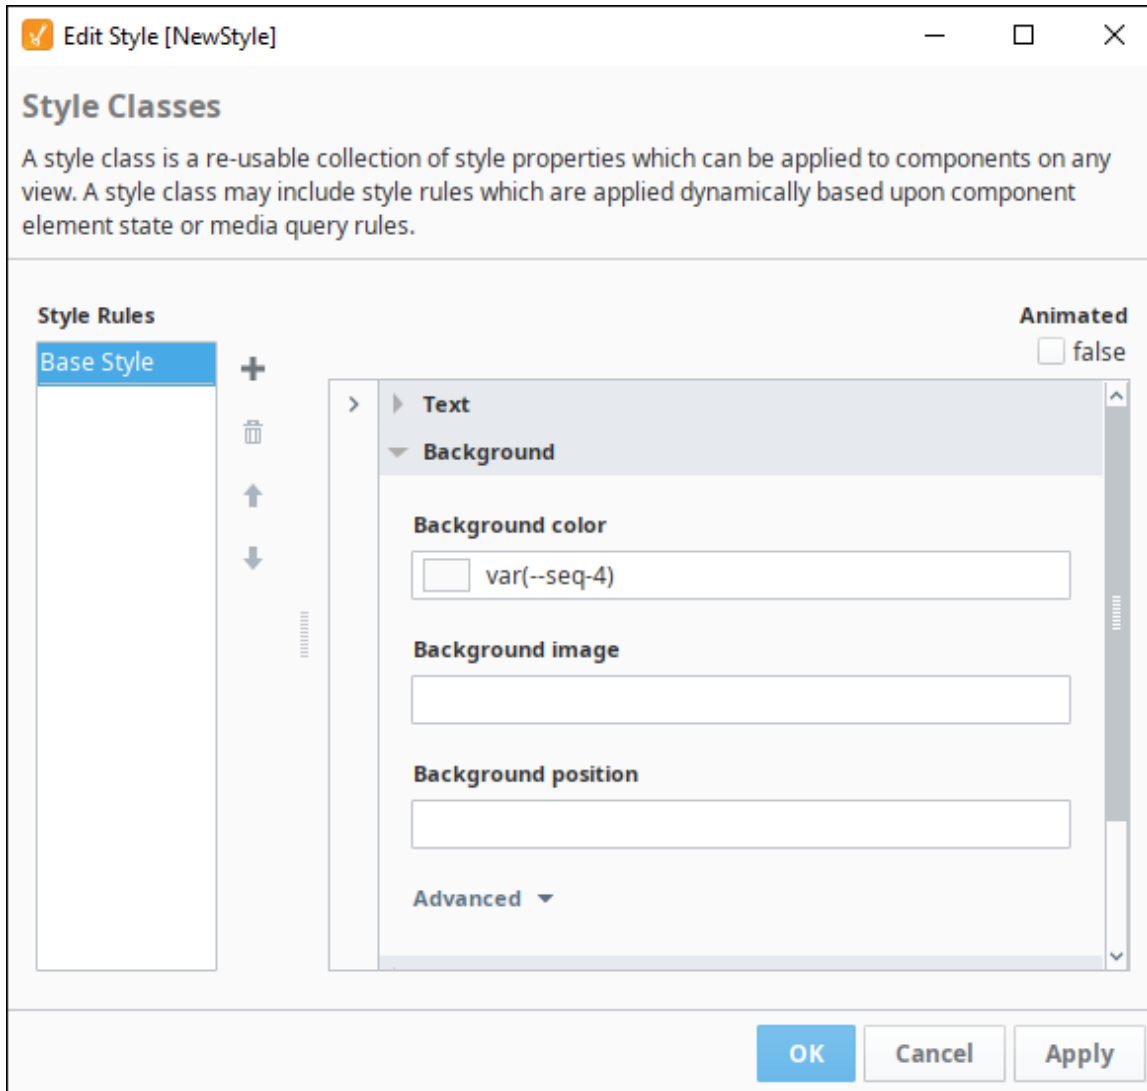 Edit Style [NewStyle]
Style Classes
A style class is a re-usable collection of style properties which can be applied to components on any
view. A style class may include style rules which are applied dynamically based upon component
element state or media query rules.
Style Rules
Animated
Base Style
false
Text
Background
Background color
var(--seq-4)
Background image
Background position
Advanced
OK
Cancel
Apply